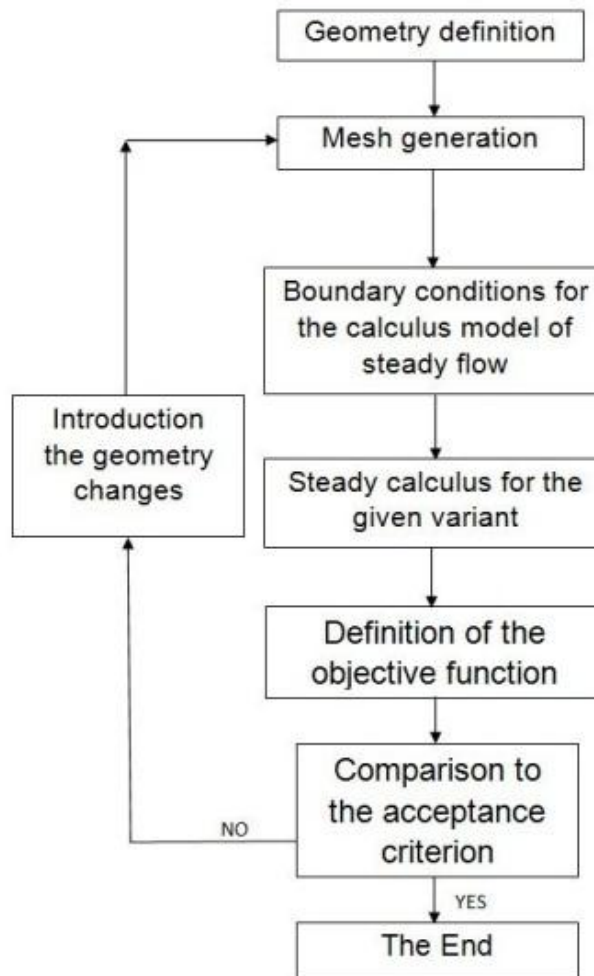 Geometry definition
Mesh generation
Boundary conditions for
the calculus model of
steady flow
Introduction
the geometry
changes
Steady calculus for the
given variant
Definition of the
objective function
Comparison to
the acceptance
criterion
NO
YES
The End